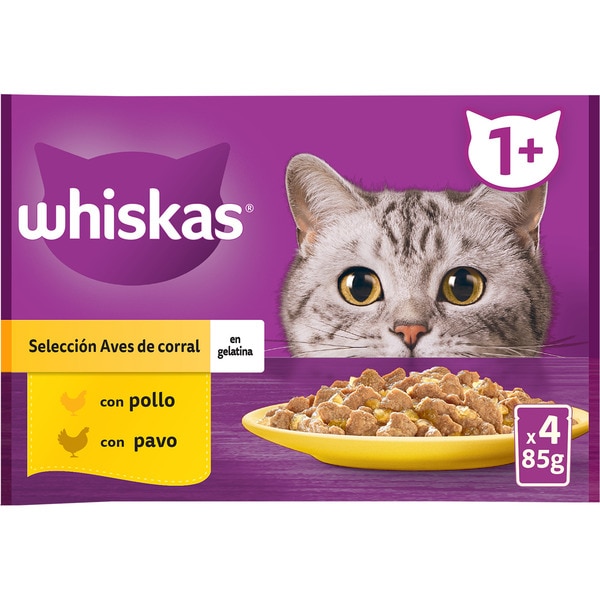 whiskas®
1+
Selección Aves de corral
en
gelatina
con pollo
con pavo
x4
85g